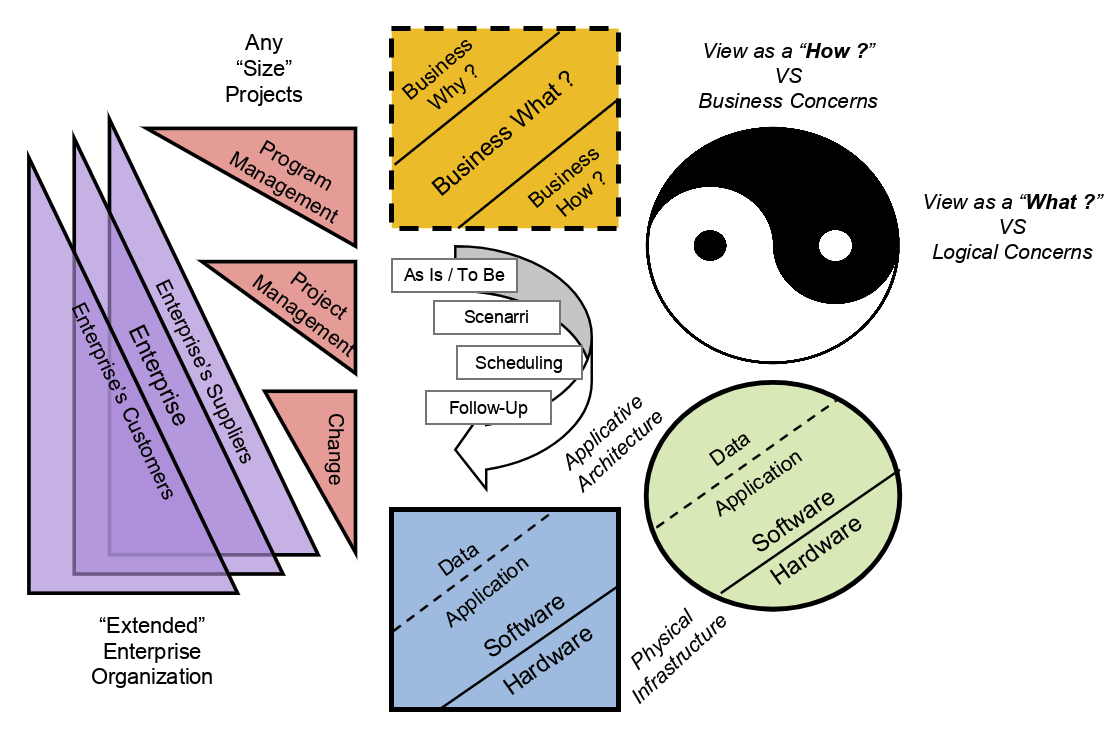 Any
“Size”
Projects
Program
Management
Project
Management
Change
Enterprise’s Customers
Enterprise
Enterprise’s Suppliers
“Extended”
Enterprise
Organization
Business
Why ?
Business What ?
Business
How ?
As Is / To Be
Scenarri
Scheduling
Follow-Up
Data
Application
Software
Hardware
Applicative
Architecture
Physical
Infrastructure
View as a “How ?”
VS
Business Concerns
View as a “What ?”
VS
Logical Concerns
Data
Application
Software
Hardware